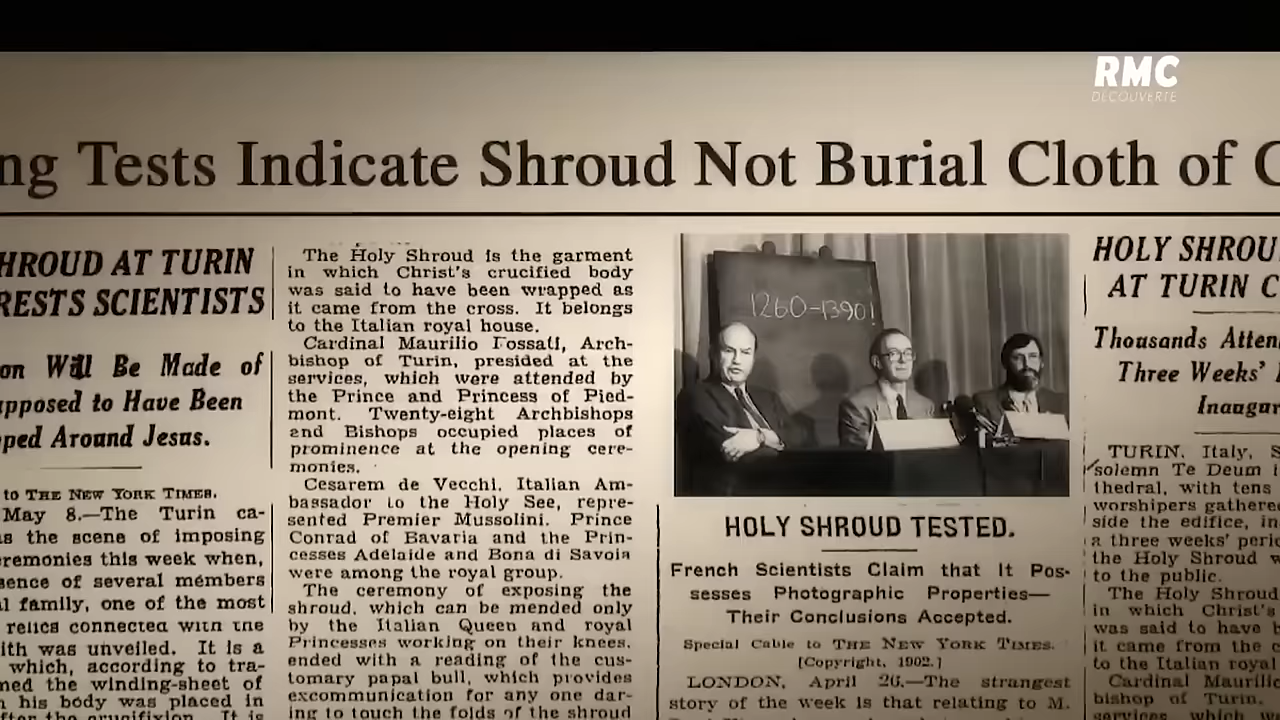 RMC
DECOUVERTE
ng Tests Indicate Shroud Not Burial Cloth of C
HROUD AT TURIN
RESTS SCIENTISTS
on Will Be Made of
pposed to Have Been
ped Around Jesus.
to THE NEW YORK TIMES.
May 8.—The Turin ca-
s the scene of imposing
eremonies this week when,
sence of several members
l family, one of the most
relics connected with the
ith was unveiled. It is a
which, according to tra-
med the winding-sheet of
n his body was placed in
fter the crucifixion. It is
The Holy Shroud is the garment
in which Christ's crucified body
was said to have been wrapped as
it came from the cross. It belongs
to the Italian royal house.
Cardinal Maurilio Fossati, Arch-
bishop of Turin, presided at the
services, which were attended by
the Prince and Princess of Pied-
mont. Twenty-eight Archbishops
and Bishops occupied places of
prominence at the opening cere-
monies.
Cesarem de Vecchi, Italian Am-
bassador to the Holy See, repre-
sented Premier Mussolini. Prince
Conrad of Bavaria and the Prin-
cesses Adelaide and Bona di Savoia
were among the royal group.
The ceremony of exposing the
shroud, which can be mended only
by the Italian Queen and royal
Princesses working on their knees,
ended with a reading of the cus-
tomary papal bull, which provides
excommunication for any one dar-
ing to touch the folds of the shroud
1260-1390!
HOLY SHROUD TESTED.
French Scientists Claim that It Pos-
sesses Photographic Properties—
Their Conclusions Accepted.
Special Cable to THE NEW YORK TIMES.
[Copyright, 1902.]
LONDON, April 26.—The strangest
story of the week is that relating to M.
HOLY SHROU
AT TURIN C
Thousands Atten
Three Weeks'
Inaugur
TURIN, Italy, S
solemn Te Deum i
thedral, with tens
worshipers gathere
side the edifice, in
a three weeks' peri
the Holy Shroud w
to the public.
The Holy Shroud
in which Christ's
was said to have b
it came from the c
to the Italian royal
Cardinal Maurili
bishop of Turin,
services, which we